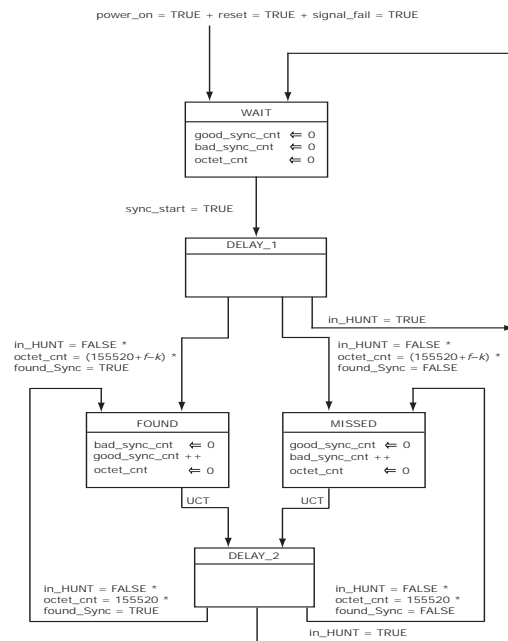 power_on = TRUE + reset = TRUE + signal_fail = TRUE
WAIT
good_sync_cnt ⇐ 0
bad_sync_cnt ⇐ 0
octet_cnt ⇐ 0
sync_start = TRUE
DELAY_1
in_HUNT = TRUE
in_HUNT = FALSE *
octet_cnt = (155520+f–k) *
found_Sync = TRUE
in_HUNT = FALSE *
octet_cnt = (155520+f–k) *
found_Sync = FALSE
FOUND
bad_sync_cnt ⇐ 0
good_sync_cnt ++
octet_cnt ⇐ 0
MISSED
good_sync_cnt ⇐ 0
bad_sync_cnt ++
octet_cnt ⇐ 0
UCT
UCT
DELAY_2
in_HUNT = FALSE *
octet_cnt = 155520 *
found_Sync = TRUE
in_HUNT = FALSE *
octet_cnt = 155520 *
found_Sync = FALSE
in_HUNT = TRUE